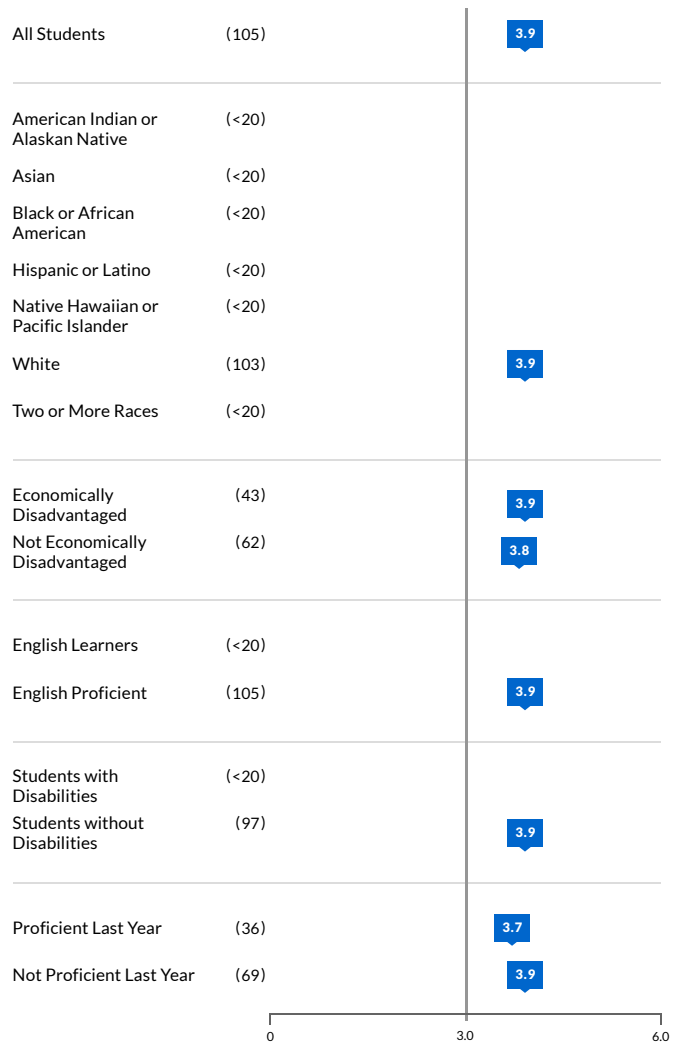 All Students (105) 3.9
American Indian or (<20)
Alaskan Native
Asian (<20)
Black or African (<20)
American
Hispanic or Latino (<20)
Native Hawaiian or (<20)
Pacific Islander
White (103) 3.9
Two or More Races (<20)
Economically (43) 3.9
Disadvantaged
Not Economically (62) 3.8
Disadvantaged
English Learners (<20)
English Proficient (105) 3.9
Students with (<20)
Disabilities
Students without (97) 3.9
Disabilities
Proficient Last Year (36) 3.7
Not Proficient Last Year (69) 3.9
0 3.0 6.0